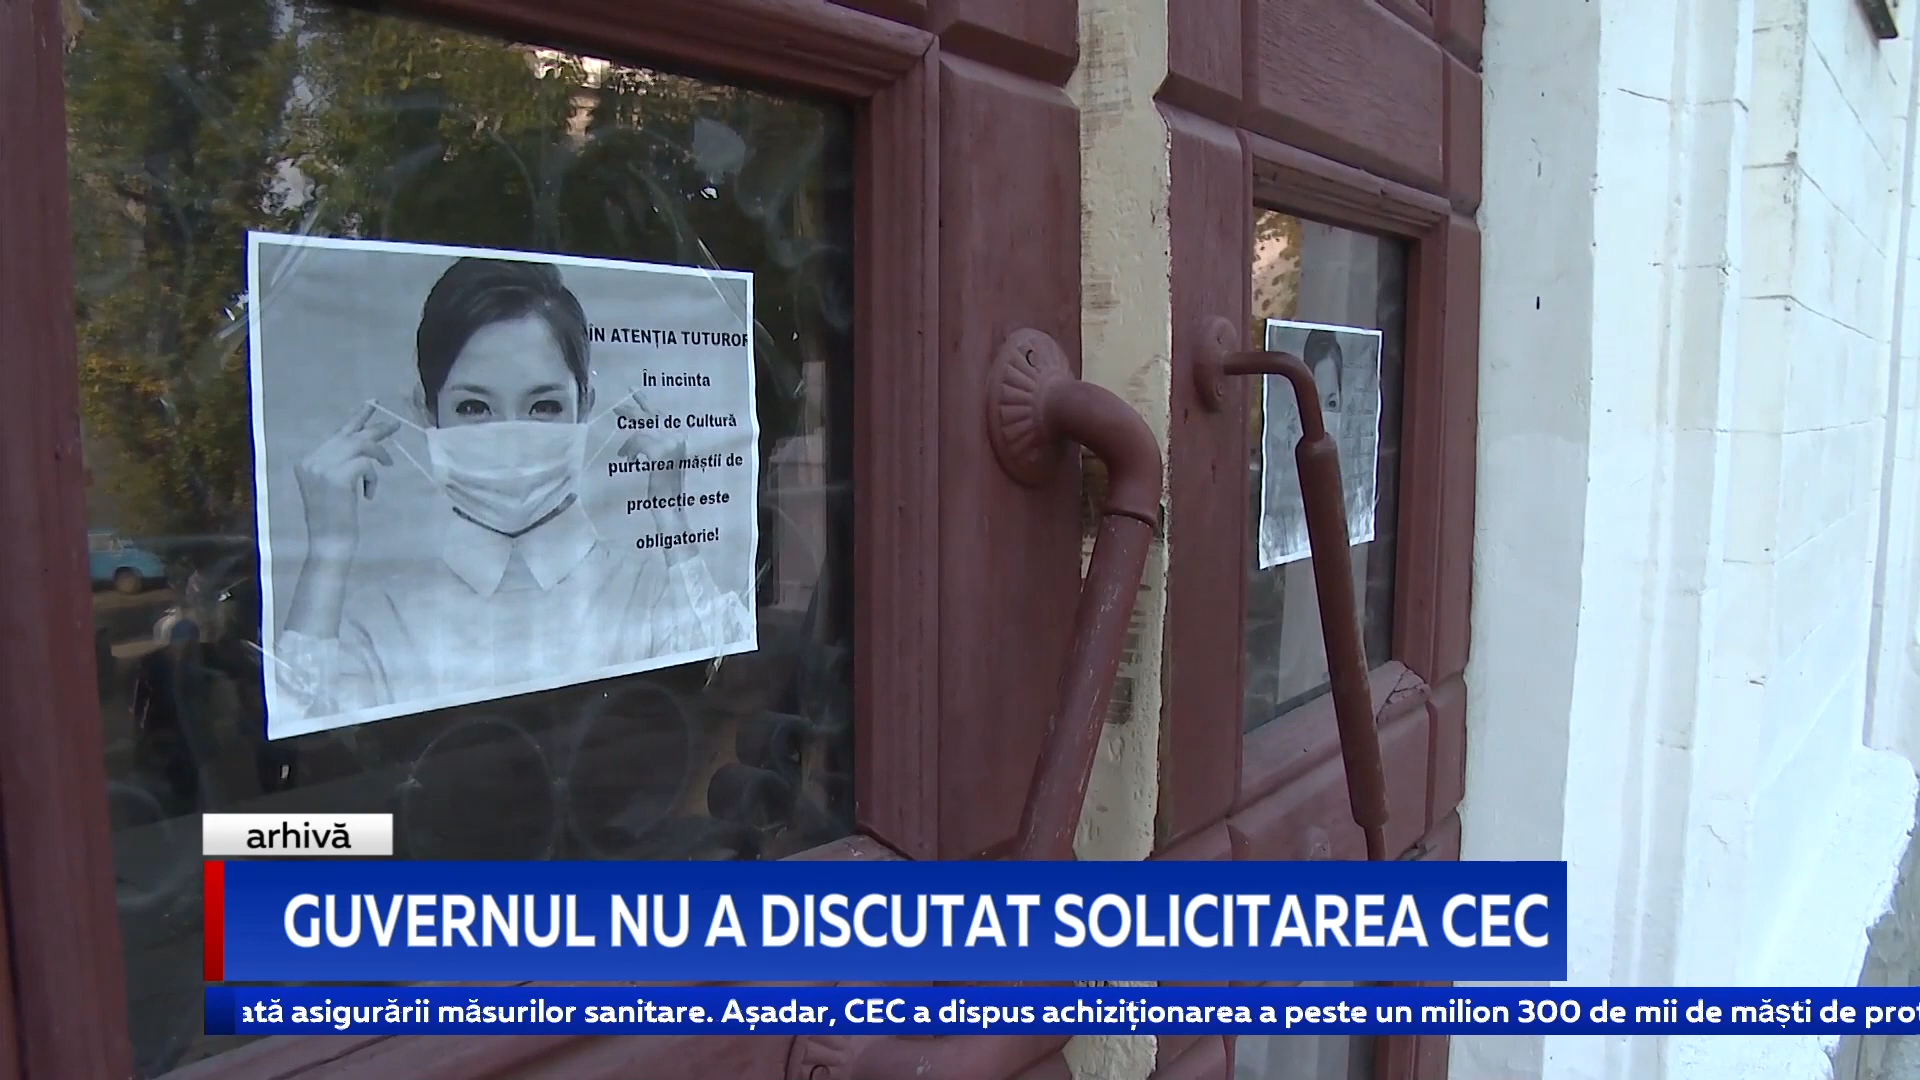 ÎN ATENȚIA TUTUROR
În incinta
Casei de Cultură
purtarea măștii de
protecție este
obligatorie!
arhivă
GUVERNUL NU A DISCUTAT SOLICITAREA CEC
ată asigurării măsurilor sanitare. Așadar, CEC a dispus achiziționarea a peste un milion 300 de mii de măști de prot